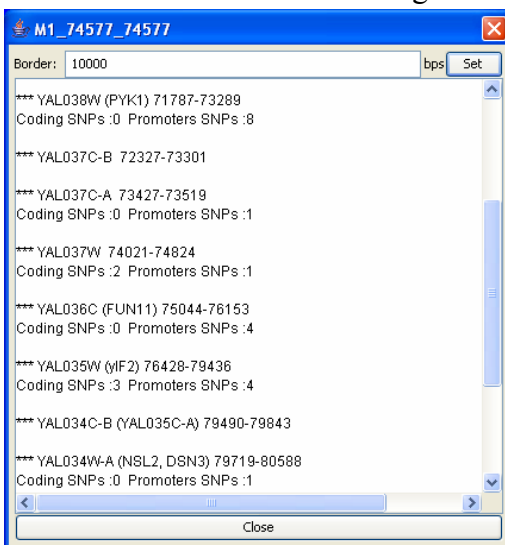 M1_74577_74577
Border: 10000 bps Set
*** YAL038W (PYK1) 71787-73289
Coding SNPs :0 Promoters SNPs :8
*** YAL037C-B 72327-73301
*** YAL037C-A 73427-73519
Coding SNPs :0 Promoters SNPs :1
*** YAL037W 74021-74824
Coding SNPs :2 Promoters SNPs :1
*** YAL036C (FUN11) 75044-76153
Coding SNPs :0 Promoters SNPs :4
*** YAL035W (yIF2) 76428-79436
Coding SNPs :3 Promoters SNPs :4
*** YAL034C-B (YAL035C-A) 79490-79843
*** YAL034W-A (NSL2, DSN3) 79719-80588
Coding SNPs :0 Promoters SNPs :1
Close